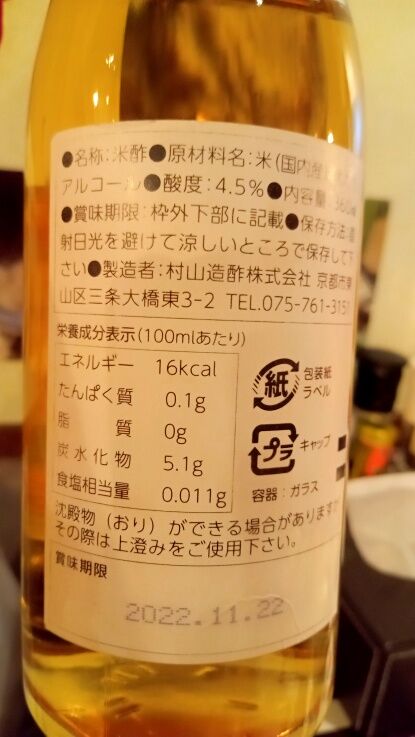 ●名称:米酢●原材料名:米(国内産
アルコール●酸度:4.5%●内容量:360
●賞味期限:枠外下部に記載●保存方法:直
射日光を避けて涼しいところで保存して下
さい●製造者:村山造酢株式会社 京都市東
山区三条大橋東3-2 TEL.075-761-3151
栄養成分表示(100mlあたり)
エネルギー 16kcal
たんぱく質 0.1g
脂質 0g
炭水化物 5.1g
食塩相当量 0.011g
紙 包装紙
ラベル
プラ キャップ
容器:ガラス
沈殿物(おり)ができる場合があります
その際は上澄みをご使用下さい。
賞味期限
2022.11.22